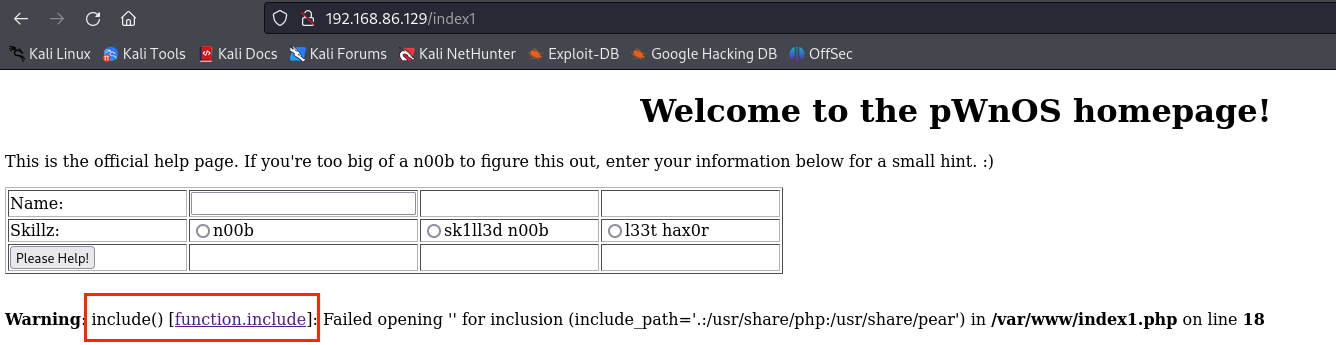 192.168.86.129/index1
Kali Linux Kali Tools Kali Docs Kali Forums Kali NetHunter Exploit-DB Google Hacking DB OffSec
Welcome to the pWnOS homepage!
This is the official help page. If you're too big of a n00b to figure this out, enter your information below for a small hint. :)
Name:
Skillz: n00b sk1ll3d n00b l33t hax0r
Please Help!
Warning: include() [function.include]: Failed opening '' for inclusion (include_path='.:/usr/share/php:/usr/share/pear') in /var/www/index1.php on line 18